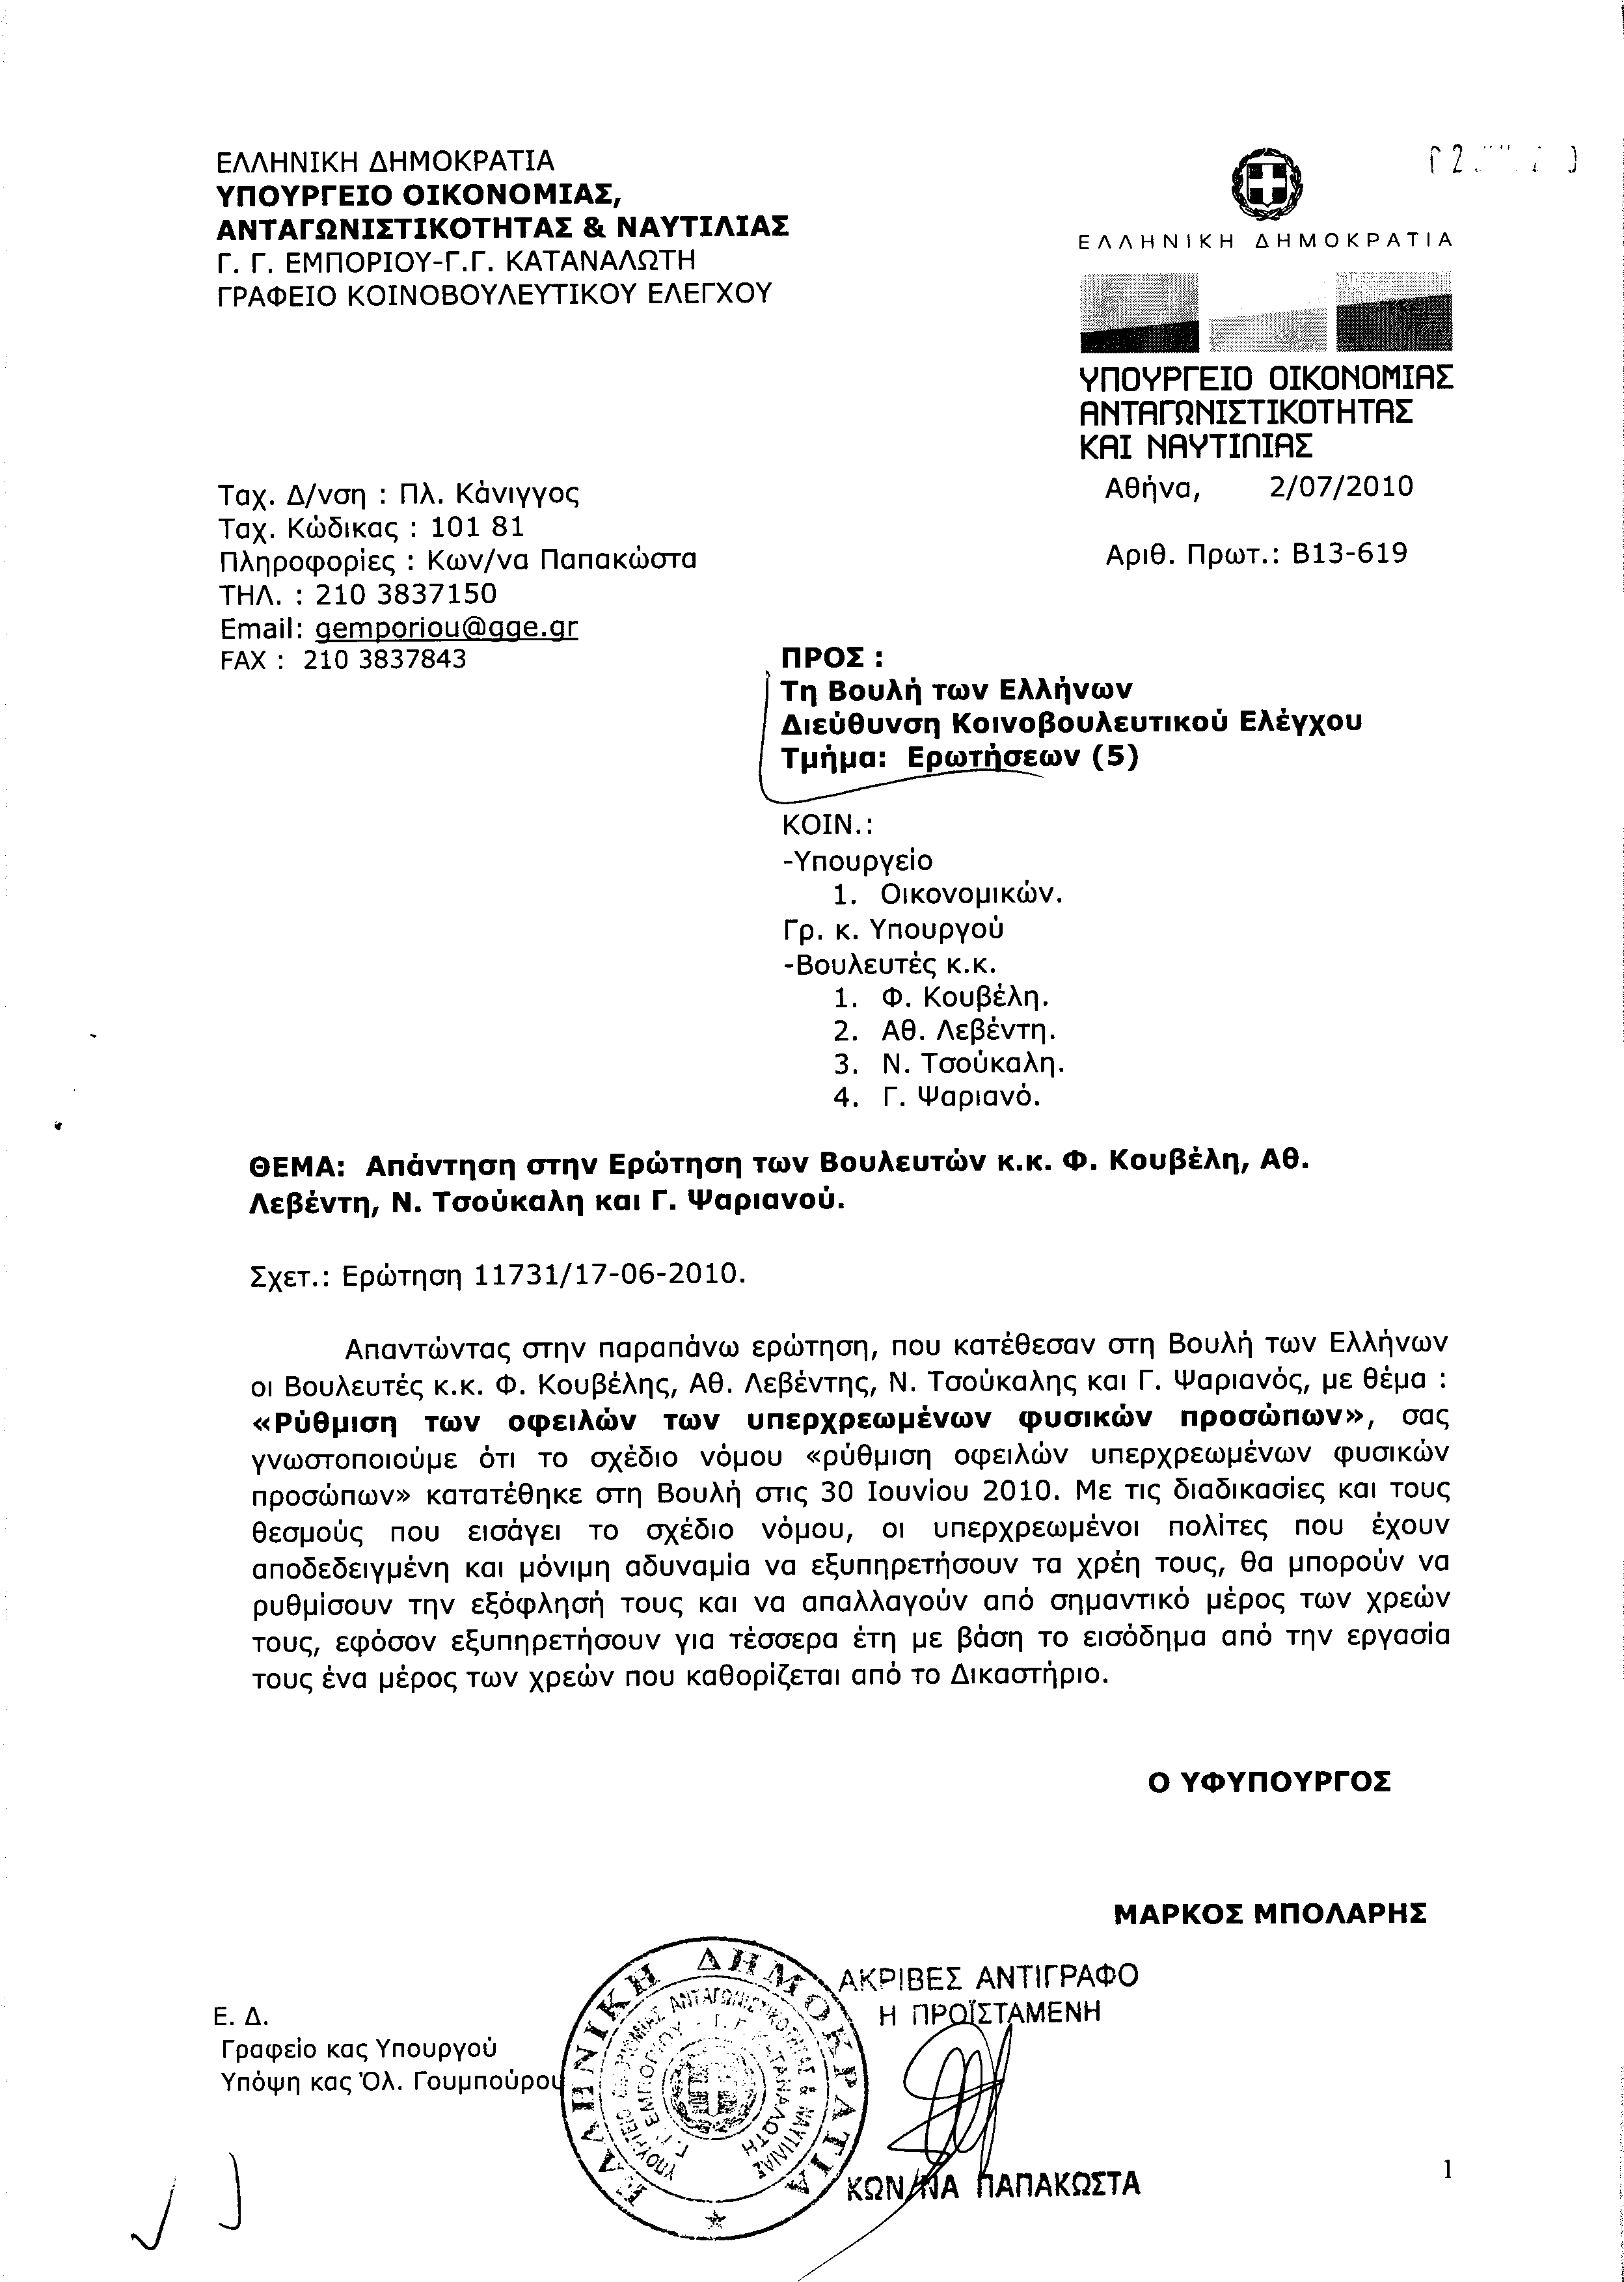 ΕΛΛΗΝΙΚΗ ΔΗΜΟΚΡΑΤΙΑ
ΥΠΟΥΡΓΕΙΟ ΟΙΚΟΝΟΜΙΑΣ,
ΑΝΤΑΓΩΝΙΣΤΙΚΟΤΗΤΑΣ & ΝΑΥΤΙΛΙΑΣ
Γ. Γ. ΕΜΠΟΡΙΟΥ-Γ.Γ. ΚΑΤΑΝΑΛΩΤΗ
ΓΡΑΦΕΙΟ ΚΟΙΝΟΒΟΥΛΕΥΤΙΚΟΥ ΕΛΕΓΧΟΥ
ΕΛΛΗΝΙΚΗ ΔΗΜΟΚΡΑΤΙΑ
ΥΠΟΥΡΓΕΙΟ ΟΙΚΟΝΟΜΙΑΣ
ΑΝΤΑΓΩΝΙΣΤΙΚΟΤΗΤΑΣ
ΚΑΙ ΝΑΥΤΙΛΙΑΣ
Ταχ. Δ/νση : Πλ. Κάνιγγος
Ταχ. Κώδικας : 101 81
Πληροφορίες : Κων/να Παπακώστα
ΤΗΛ. : 210 3837150
Email: gemporiou@gge.gr
FAX : 210 3837843
Αθήνα, 2/07/2010
Αριθ. Πρωτ.: Β13-619
ΠΡΟΣ :
Τη Βουλή των Ελλήνων
Διεύθυνση Κοινοβουλευτικού Ελέγχου
Τμήμα: Ερωτήσεων (5)
ΚΟΙΝ.:
-Υπουργείο
1. Οικονομικών.
Γρ. κ. Υπουργού
-Βουλευτές κ.κ.
1. Φ. Κουβέλη.
2. Αθ. Λεβέντη.
3. Ν. Τσούκαλη.
4. Γ. Ψαριανό.
ΘΕΜΑ: Απάντηση στην Ερώτηση των Βουλευτών κ.κ. Φ. Κουβέλη, Αθ.
Λεβέντη, Ν. Τσούκαλη και Γ. Ψαριανού.
Σχετ.: Ερώτηση 11731/17-06-2010.
Απαντώντας στην παραπάνω ερώτηση, που κατέθεσαν στη Βουλή των Ελλήνων
οι Βουλευτές κ.κ. Φ. Κουβέλης, Αθ. Λεβέντης, Ν. Τσούκαλης και Γ. Ψαριανός, με θέμα :
«Ρύθμιση των οφειλών των υπερχρεωμένων φυσικών προσώπων», σας
γνωστοποιούμε ότι το σχέδιο νόμου «ρύθμιση οφειλών υπερχρεωμένων φυσικών
προσώπων» κατατέθηκε στη Βουλή στις 30 Ιουνίου 2010. Με τις διαδικασίες και τους
θεσμούς που εισάγει το σχέδιο νόμου, οι υπερχρεωμένοι πολίτες που έχουν
αποδεδειγμένη και μόνιμη αδυναμία να εξυπηρετήσουν τα χρέη τους, θα μπορούν να
ρυθμίσουν την εξόφλησή τους και να απαλλαγούν από σημαντικό μέρος των χρεών
τους, εφόσον εξυπηρετήσουν για τέσσερα έτη με βάση το εισόδημα από την εργασία
τους ένα μέρος των χρεών που καθορίζεται από το Δικαστήριο.
Ο ΥΦΥΠΟΥΡΓΟΣ
ΜΑΡΚΟΣ ΜΠΟΛΑΡΗΣ
ΑΚΡΙΒΕΣ ΑΝΤΙΓΡΑΦΟ
Η ΠΡΟΪΣΤΑΜΕΝΗ
ΚΩΝ/ΝΑ ΠΑΠΑΚΩΣΤΑ
Ε. Δ.
Γραφείο κας Υπουργού
Υπόψη κας Όλ. Γουμπούρου
ΕΛΛΗΝΙΚΗ ΔΗΜΟΚΡΑΤΙΑ
ΥΠΟΥΡΓΕΙΟ ΟΙΚΟΝΟΜΙΑΣ ΑΝΤΑΓΩΝΙΣΤΙΚΟΤΗΤΑΣ & ΝΑΥΤΙΛΙΑΣ
Γ.Γ. ΕΜΠΟΡΙΟΥ - Γ.Γ. ΚΑΤΑΝΑΛΩΤΗ
1